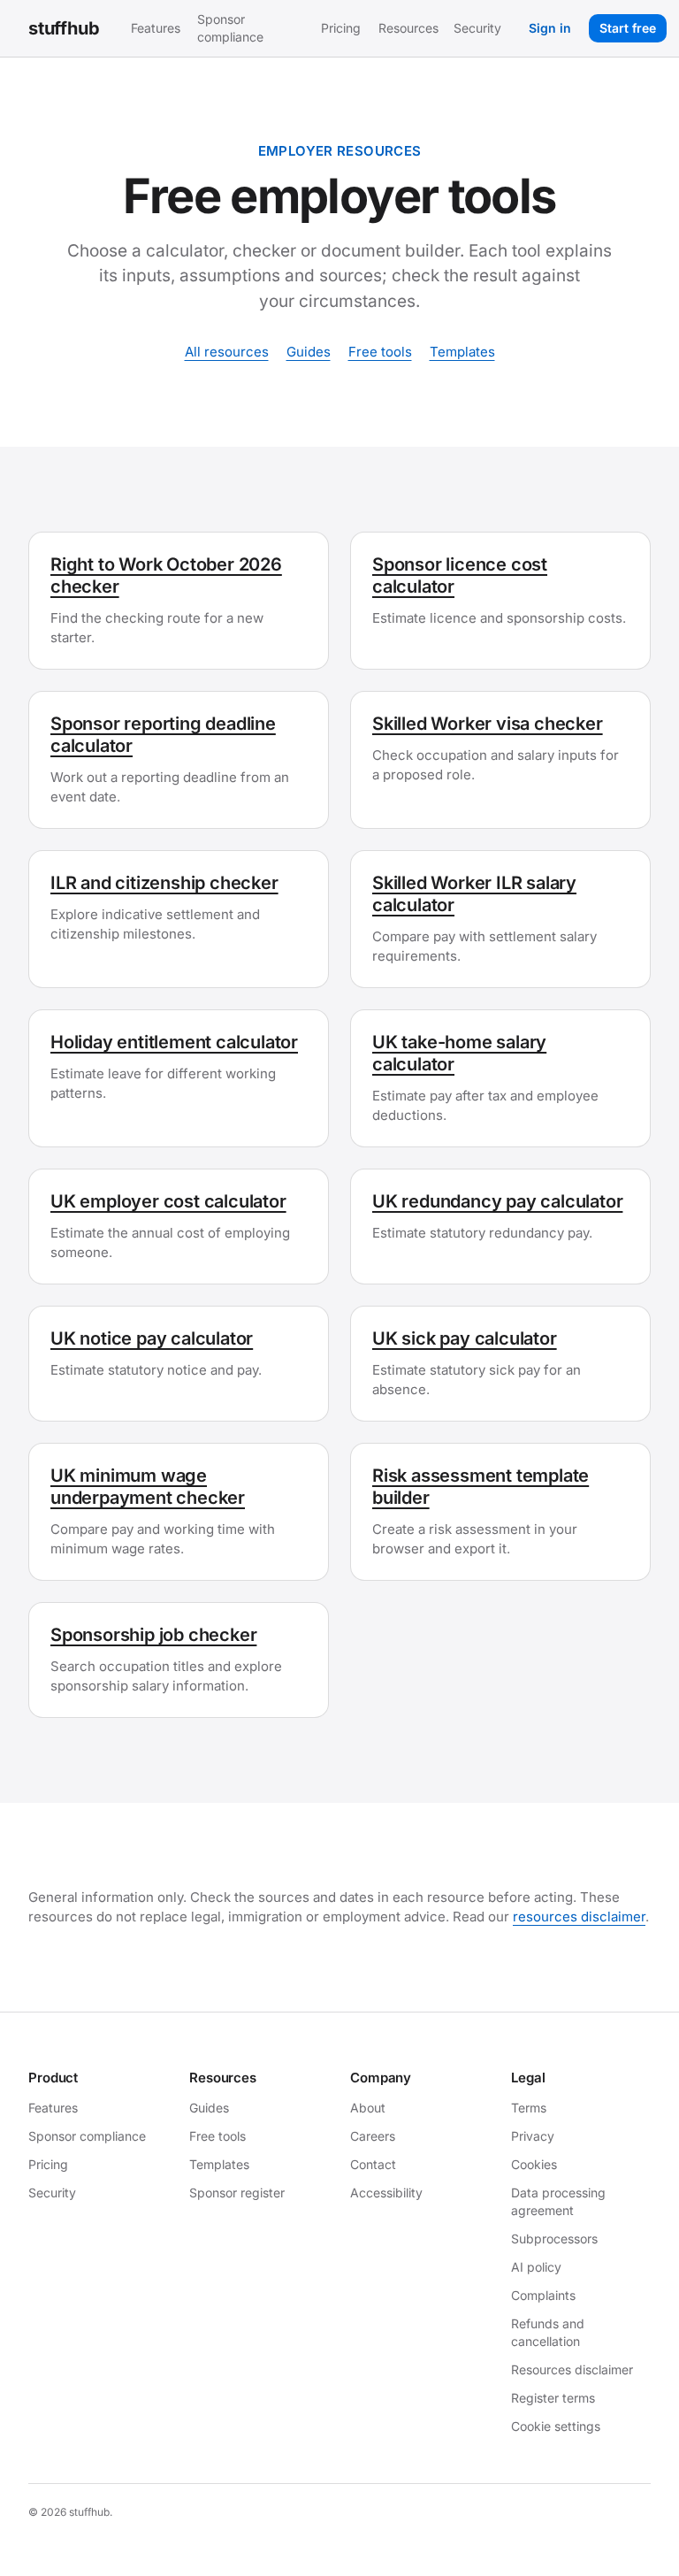 stuffhub
Features
Sponsor
compliance
Pricing
Resources
Security
Sign in
Start free
EMPLOYER RESOURCES
Free employer tools
Choose a calculator, checker or document builder. Each tool explains
its inputs, assumptions and sources; check the result against
your circumstances.
All resources
Guides
Free tools
Templates
Right to Work October 2026
checker
Find the checking route for a new
starter.
Sponsor licence cost
calculator
Estimate licence and sponsorship costs.
Sponsor reporting deadline
calculator
Work out a reporting deadline from an
event date.
Skilled Worker visa checker
Check occupation and salary inputs for
a proposed role.
ILR and citizenship checker
Explore indicative settlement and
citizenship milestones.
Skilled Worker ILR salary
calculator
Compare pay with settlement salary
requirements.
Holiday entitlement calculator
Estimate leave for different working
patterns.
UK take-home salary
calculator
Estimate pay after tax and employee
deductions.
UK employer cost calculator
Estimate the annual cost of employing
someone.
UK redundancy pay calculator
Estimate statutory redundancy pay.
UK notice pay calculator
Estimate statutory notice and pay.
UK sick pay calculator
Estimate statutory sick pay for an
absence.
UK minimum wage
underpayment checker
Compare pay and working time with
minimum wage rates.
Risk assessment template
builder
Create a risk assessment in your
browser and export it.
Sponsorship job checker
Search occupation titles and explore
sponsorship salary information.
General information only. Check the sources and dates in each resource before acting. These
resources do not replace legal, immigration or employment advice. Read our resources disclaimer.
Product
Features
Sponsor compliance
Pricing
Security
Resources
Guides
Free tools
Templates
Sponsor register
Company
About
Careers
Contact
Accessibility
Legal
Terms
Privacy
Cookies
Data processing
agreement
Subprocessors
AI policy
Complaints
Refunds and
cancellation
Resources disclaimer
Register terms
Cookie settings
© 2026 stuffhub.